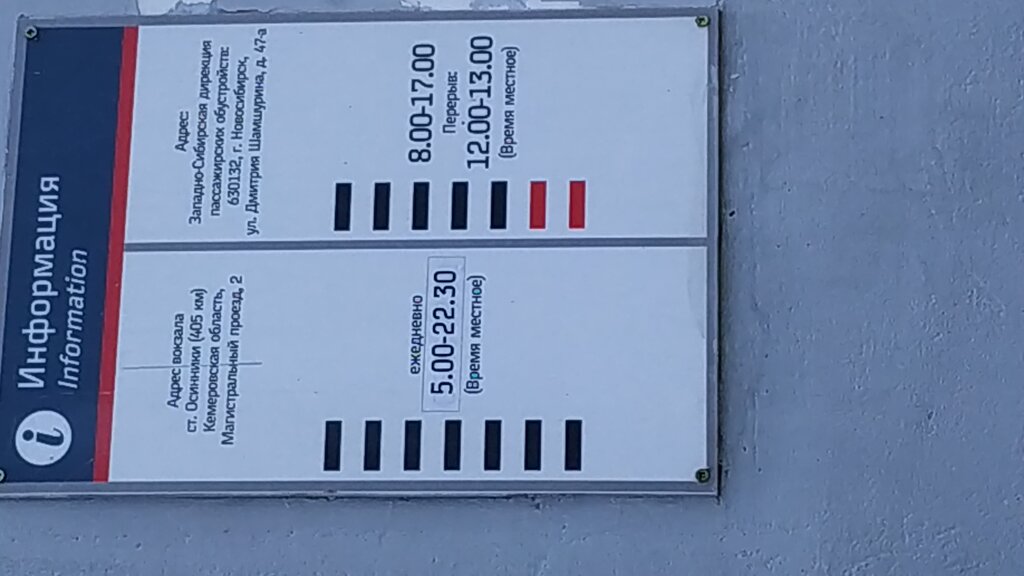 i
Информация
Information
Адрес вокзала
ст. Осинники (405 км)
Кемеровская область,
Магистральный проезд, 2
ежедневно
5.00-22.30
(Время местное)
Адрес:
Западно-Сибирская дирекция
пассажирских обустройств:
630132, г. Новосибирск,
ул. Дмитрия Шамшурина, д. 47-а
8.00-17.00
Перерыв:
12.00-13.00
(Время местное)